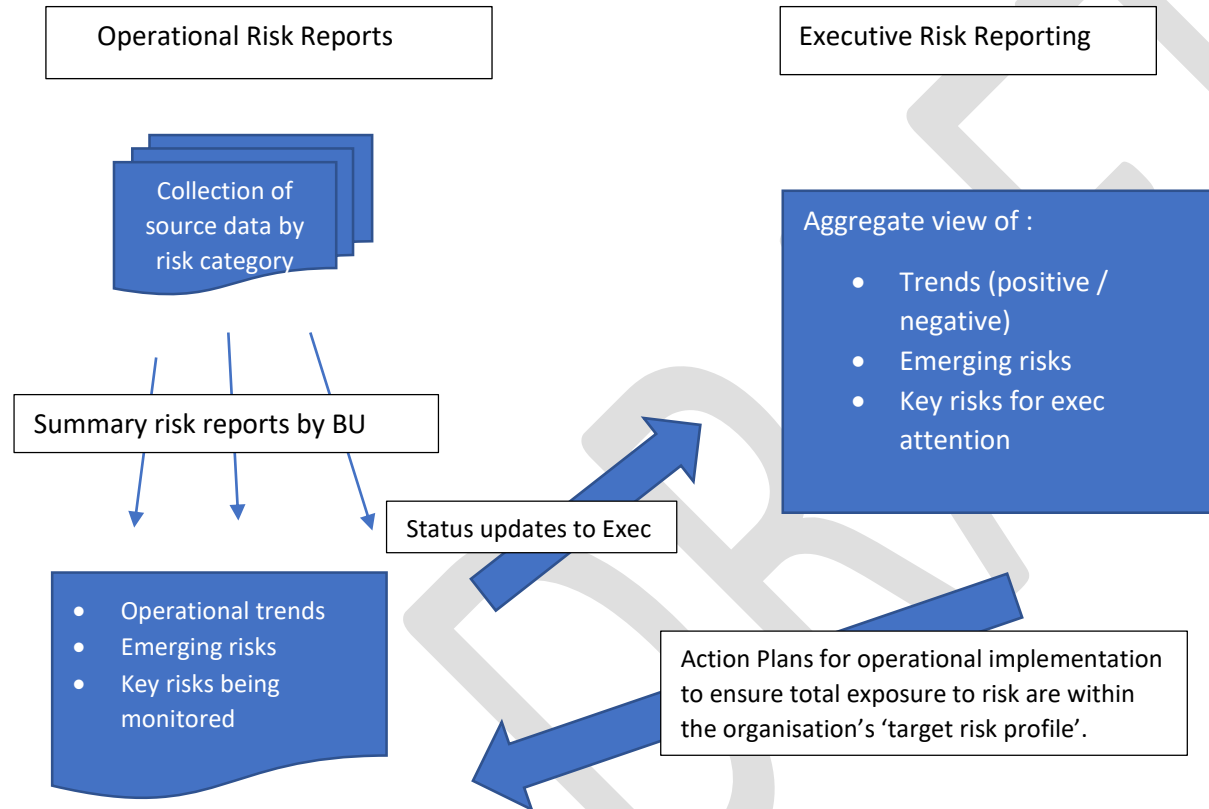 Operational Risk Reports
Executive Risk Reporting
Collection of
source data by
risk category
Summary risk reports by BU
Operational trends
Emerging risks
Key risks being
monitored
Status updates to Exec
Aggregate view of :
Trends (positive /
negative)
Emerging risks
Key risks for exec
attention
Action Plans for operational implementation
to ensure total exposure to risk are within
the organisation’s ‘target risk profile’.